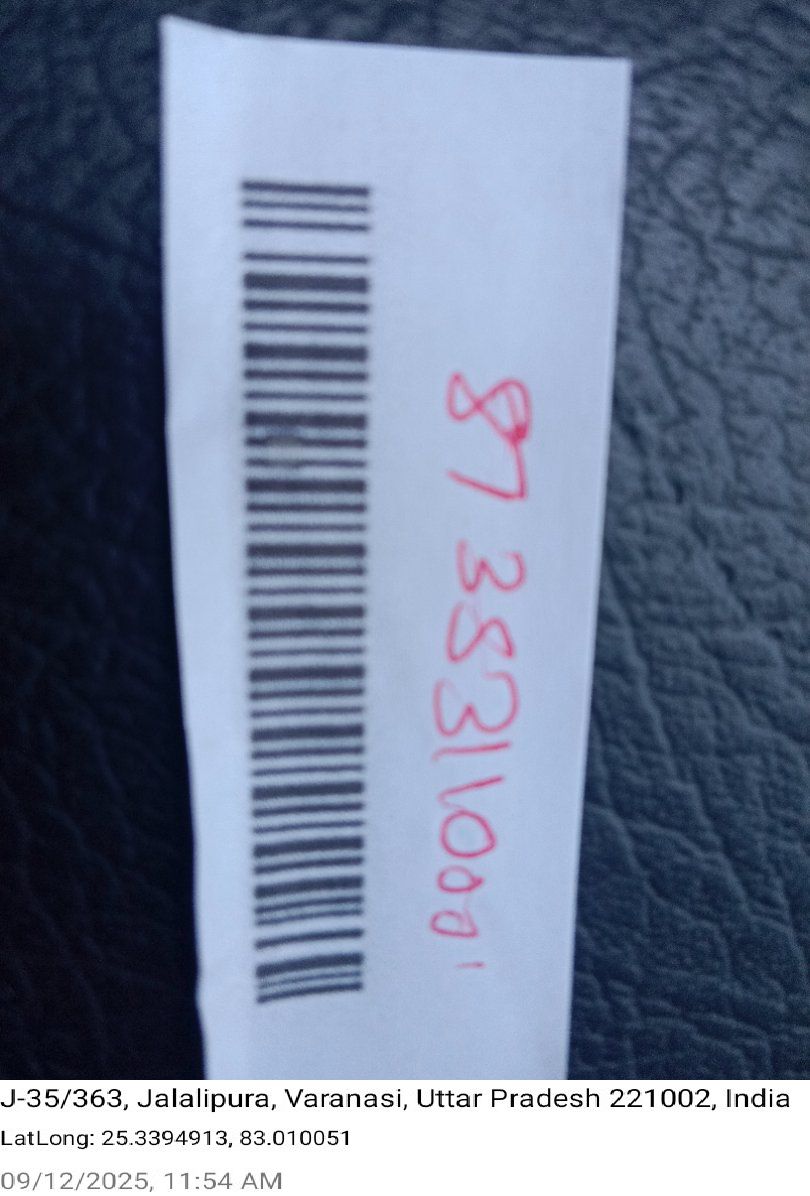 87383110001
J-35/363, Jalalipura, Varanasi, Uttar Pradesh 221002, India
LatLong: 25.3394913, 83.010051
09/12/2025, 11:54 AM